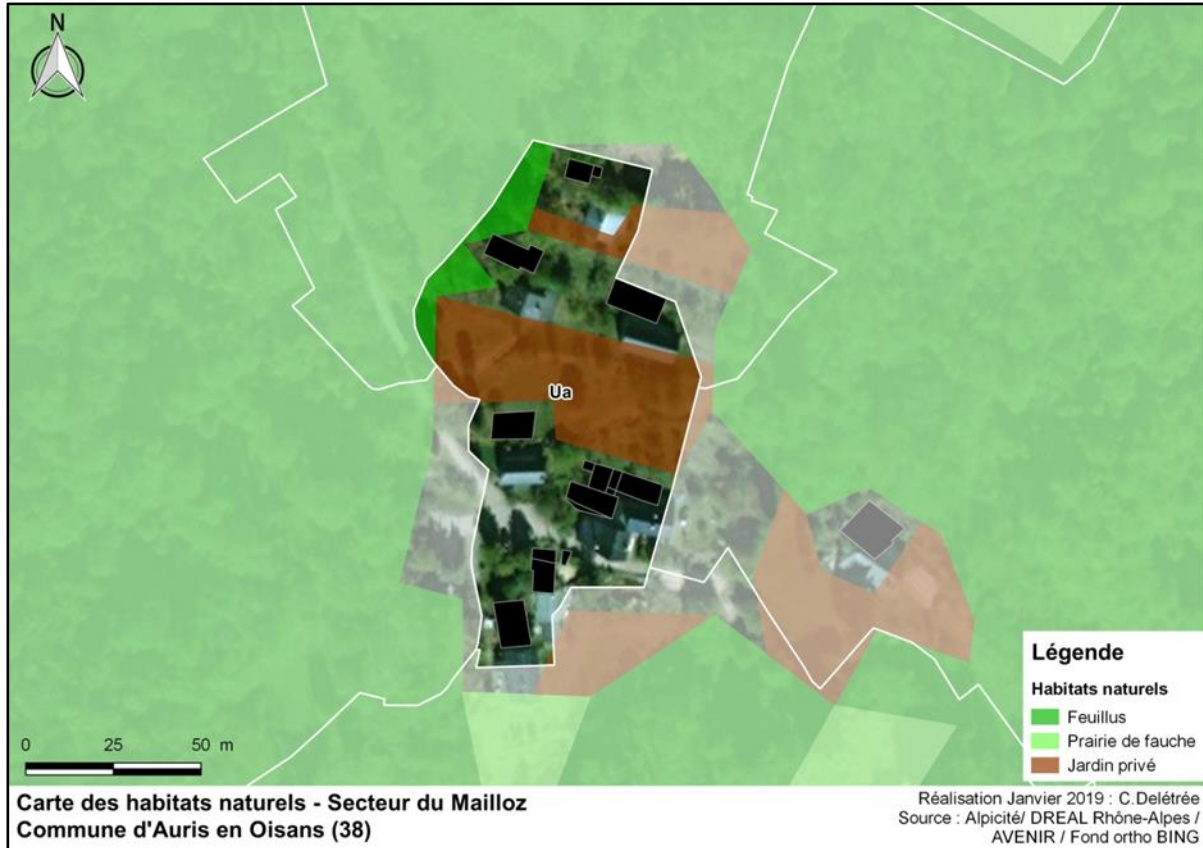 N
Ua
Légende
Habitats naturels
Feuillus
Prairie de fauche
Jardin privé
0 25 50 m
Carte des habitats naturels - Secteur du Mailloz
Commune d'Auris en Oisans (38)
Réalisation Janvier 2019 : C.Delétrée
Source : Alpicité/ DREAL Rhône-Alpes /
AVENIR / Fond ortho BING